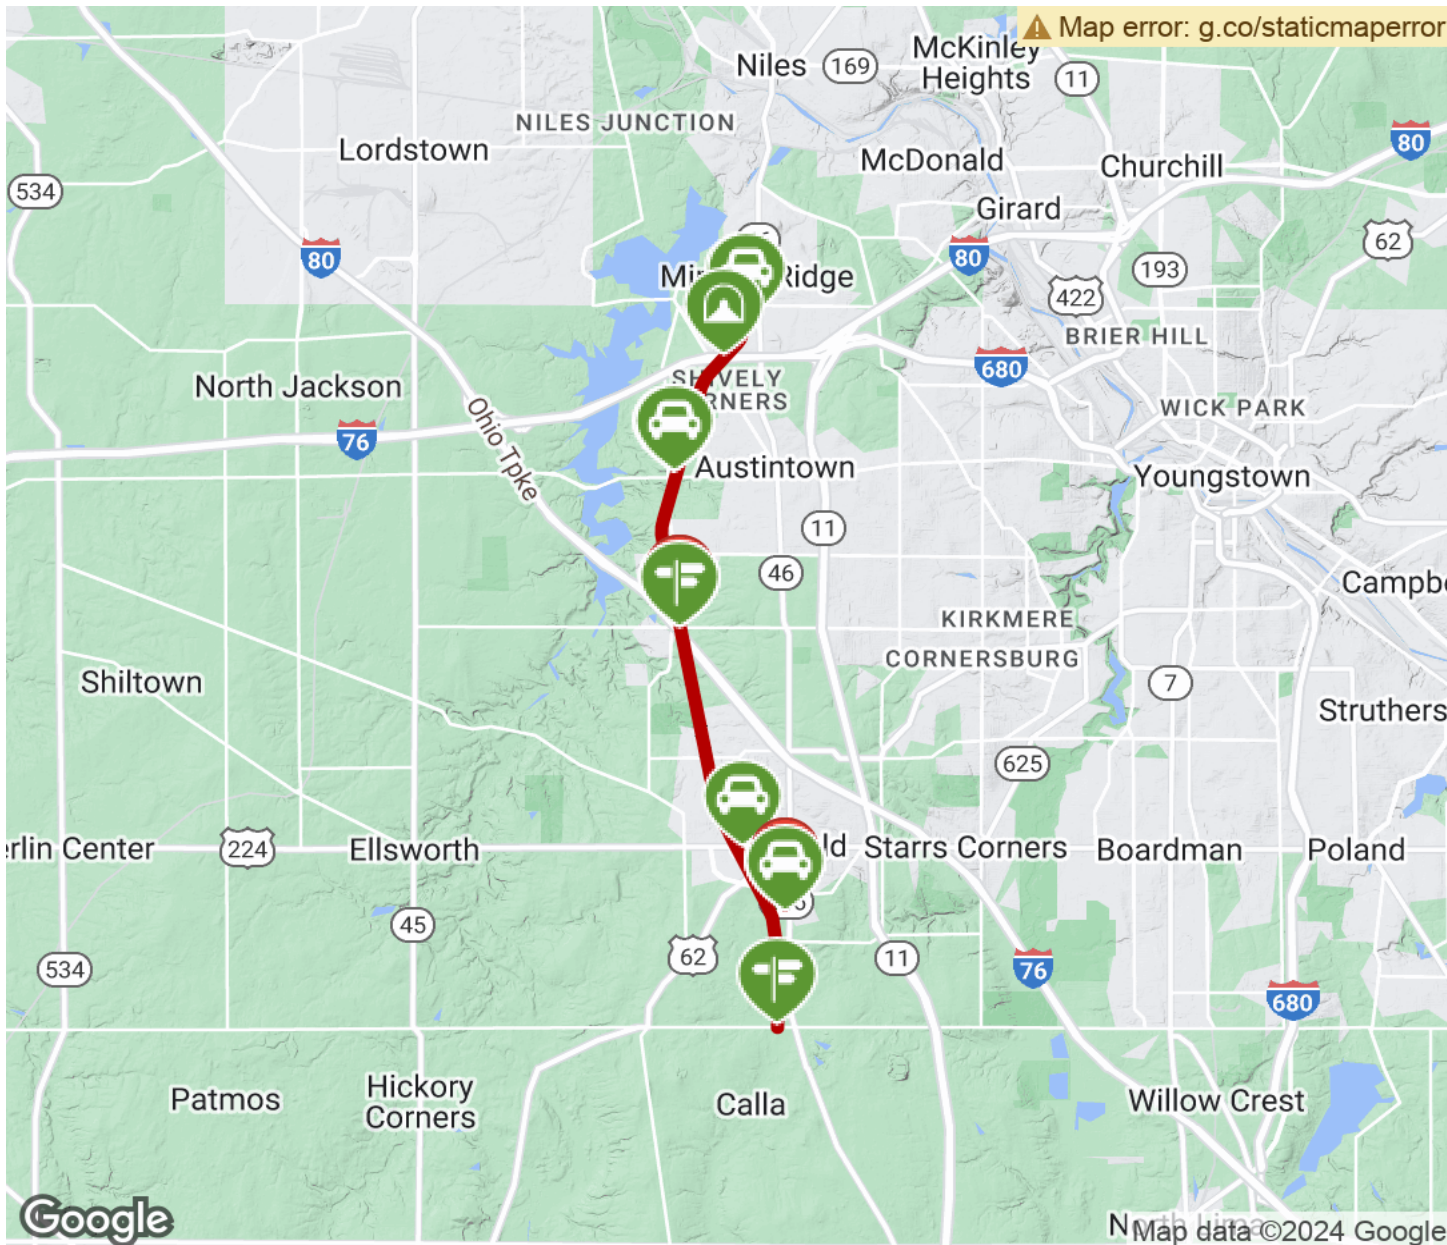 Map error: g.co/staticmaperror
McKinley
Heights
Niles
169
11
NILES JUNCTION
80
Lordstown
McDonald
Churchill
534
Girard
62
80
80
193
Ridge
422
BRIER HILL
680
SHIVELY
North Jackson
WICK PARK
76
Ohio Tpke
Austintown
Youngstown
11
46
KIRKMERE
CORNERSBURG
Shiltown
7
Struthers
625
224
Ellsworth
Starrs Corners
Boardman
Poland
45
62
11
76
534
680
Hickory
Corners
Patmos
Calla
Willow Crest
Google
Map data ©2024 Google